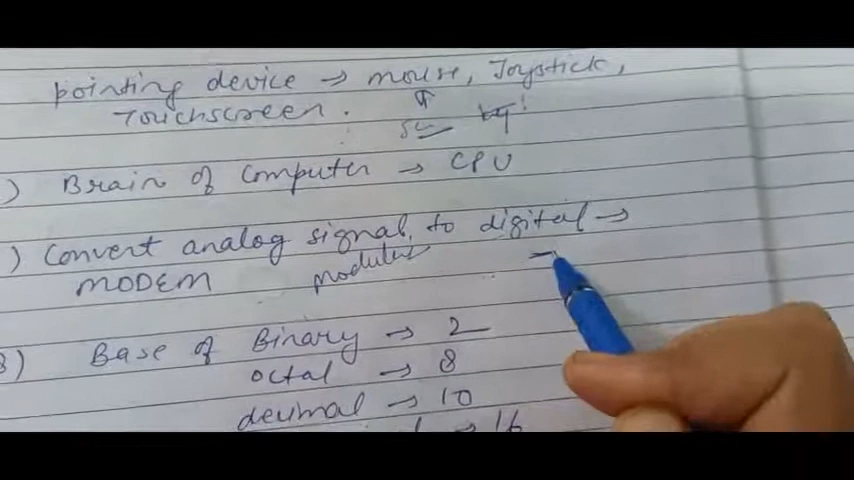 pointing device → mouse, Joystick,
Touchscreen.
) Brain of Computer → CPU
) Convert analog signal to digital →
MODEM
3) Base of Binary → 2
octal → 8
decimal → 10
→ 16